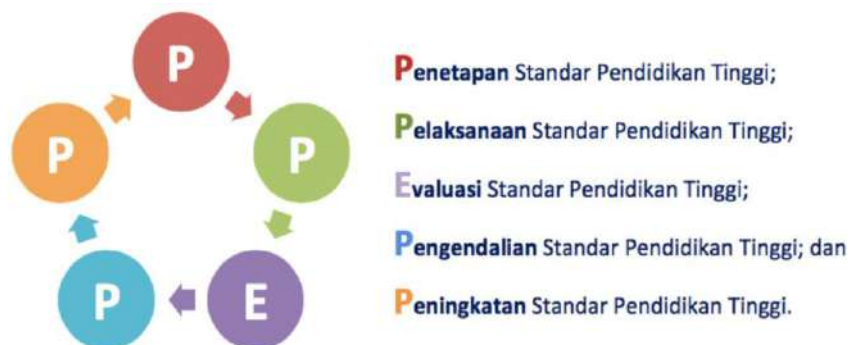 P
P
E
P
P
Penetapan Standar Pendidikan Tinggi;
Pelaksanaan Standar Pendidikan Tinggi;
Evaluasi Standar Pendidikan Tinggi;
Pengendalian Standar Pendidikan Tinggi; dan
Peningkatan Standar Pendidikan Tinggi.